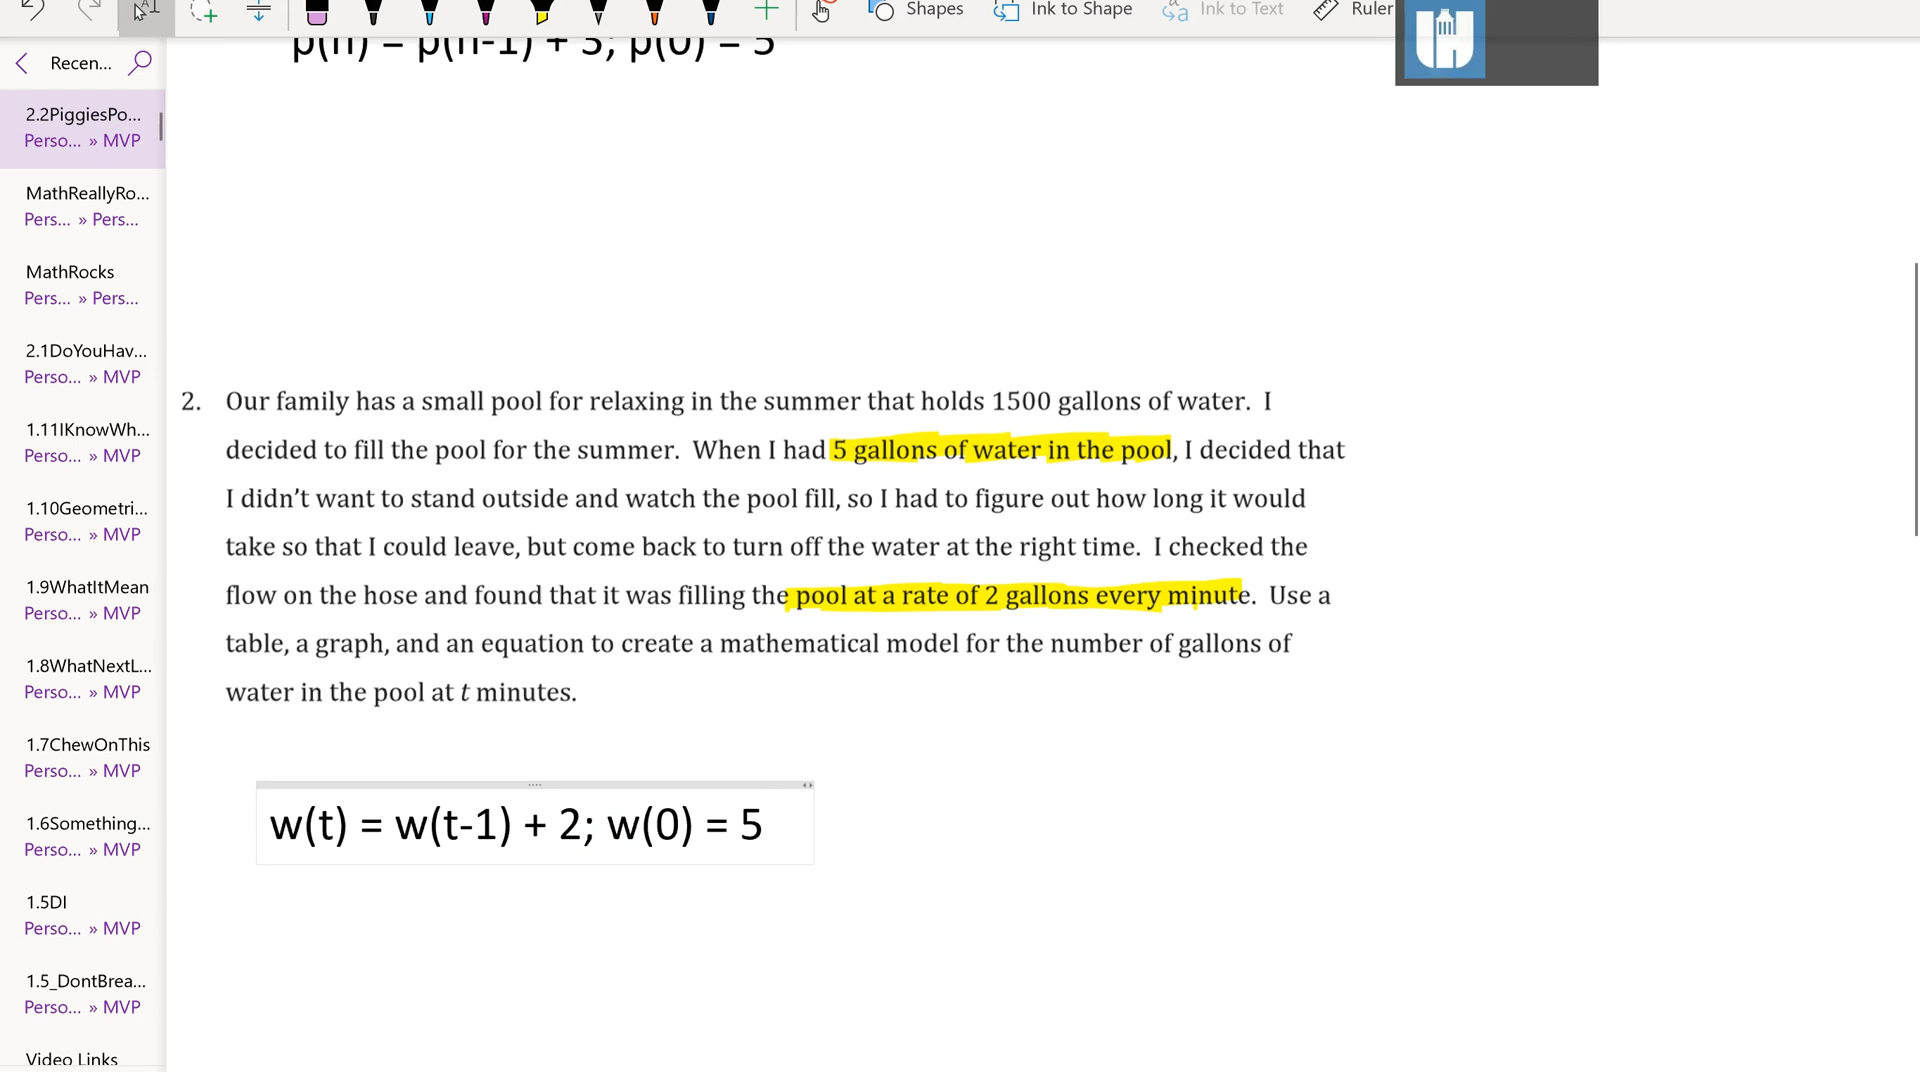 Shapes
Ink to Shape
Ink to Text
Ruler
Recen...
2.2PiggiesPo...
Perso... » MVP
MathReallyRo...
Pers... » Pers...
MathRocks
Pers... » Pers...
2.1DoYouHav...
Perso... » MVP
1.11IKnowWh...
Perso... » MVP
1.10Geometri...
Perso... » MVP
1.9WhatItMean
Perso... » MVP
1.8WhatNextL...
Perso... » MVP
1.7ChewOnThis
Perso... » MVP
1.6Something...
Perso... » MVP
1.5DI
Perso... » MVP
1.5_DontBrea...
Perso... » MVP
Video Links
p(n) = p(n-1) + 3; p(0) = 5
2. Our family has a small pool for relaxing in the summer that holds 1500 gallons of water. I
decided to fill the pool for the summer. When I had 5 gallons of water in the pool, I decided that
I didn’t want to stand outside and watch the pool fill, so I had to figure out how long it would
take so that I could leave, but come back to turn off the water at the right time. I checked the
flow on the hose and found that it was filling the pool at a rate of 2 gallons every minute. Use a
table, a graph, and an equation to create a mathematical model for the number of gallons of
water in the pool at t minutes.
w(t) = w(t-1) + 2; w(0) = 5